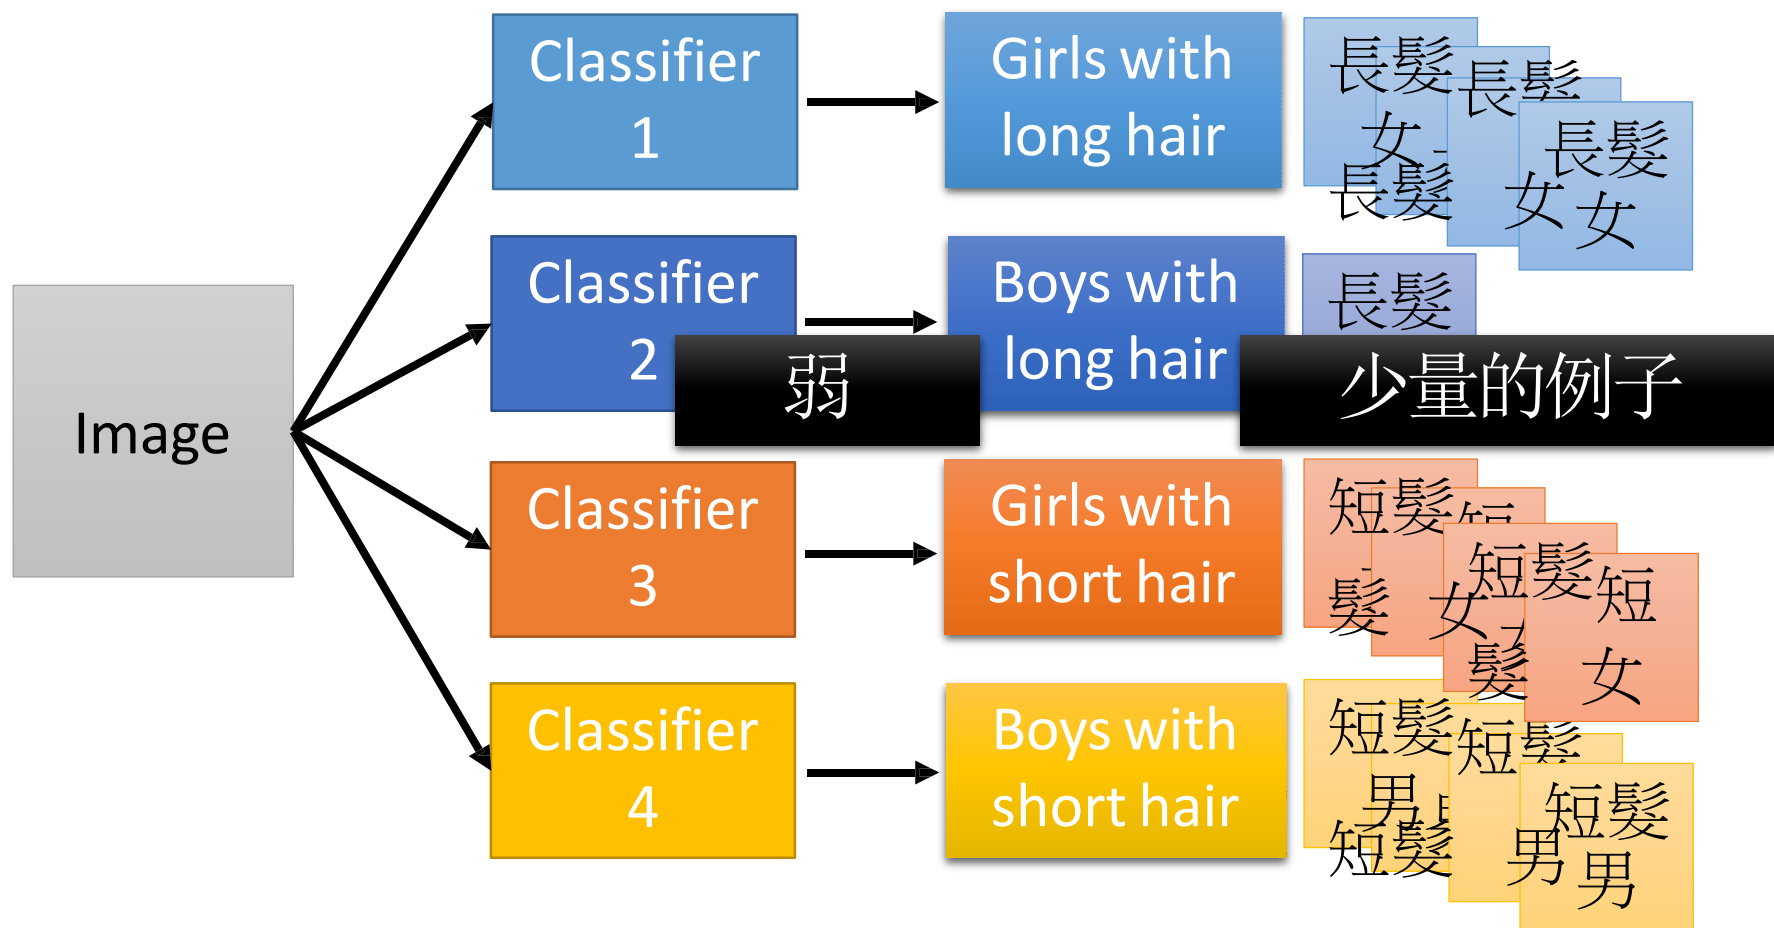 Image
Classifier
1
Girls with
long hair
長髮
女
長髮
長髮
女
長髮
女
Classifier
2
弱
Boys with
long hair
長髮
少量的例子
Classifier
3
Girls with
short hair
短髮
髮
短
女
短髮
髮
短
女
Classifier
4
Boys with
short hair
短髮
男
短髮
短髮
男
短髮
男